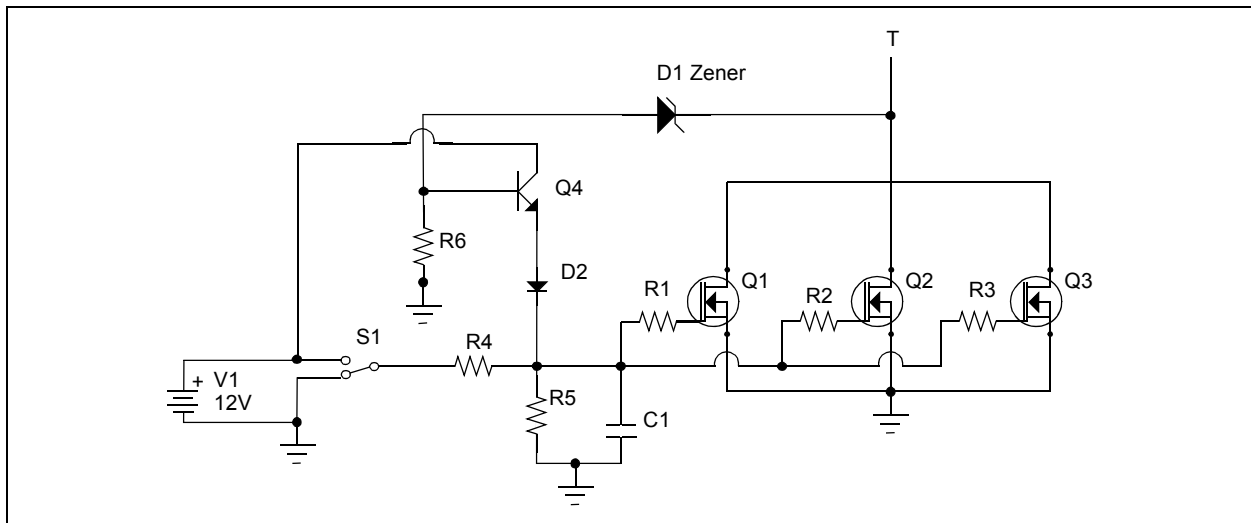 T
D1 Zener
Q4
R6
D2
R1
Q1
R2
Q2
R3
Q3
S1
R4
+ V1
12V
R5
C1